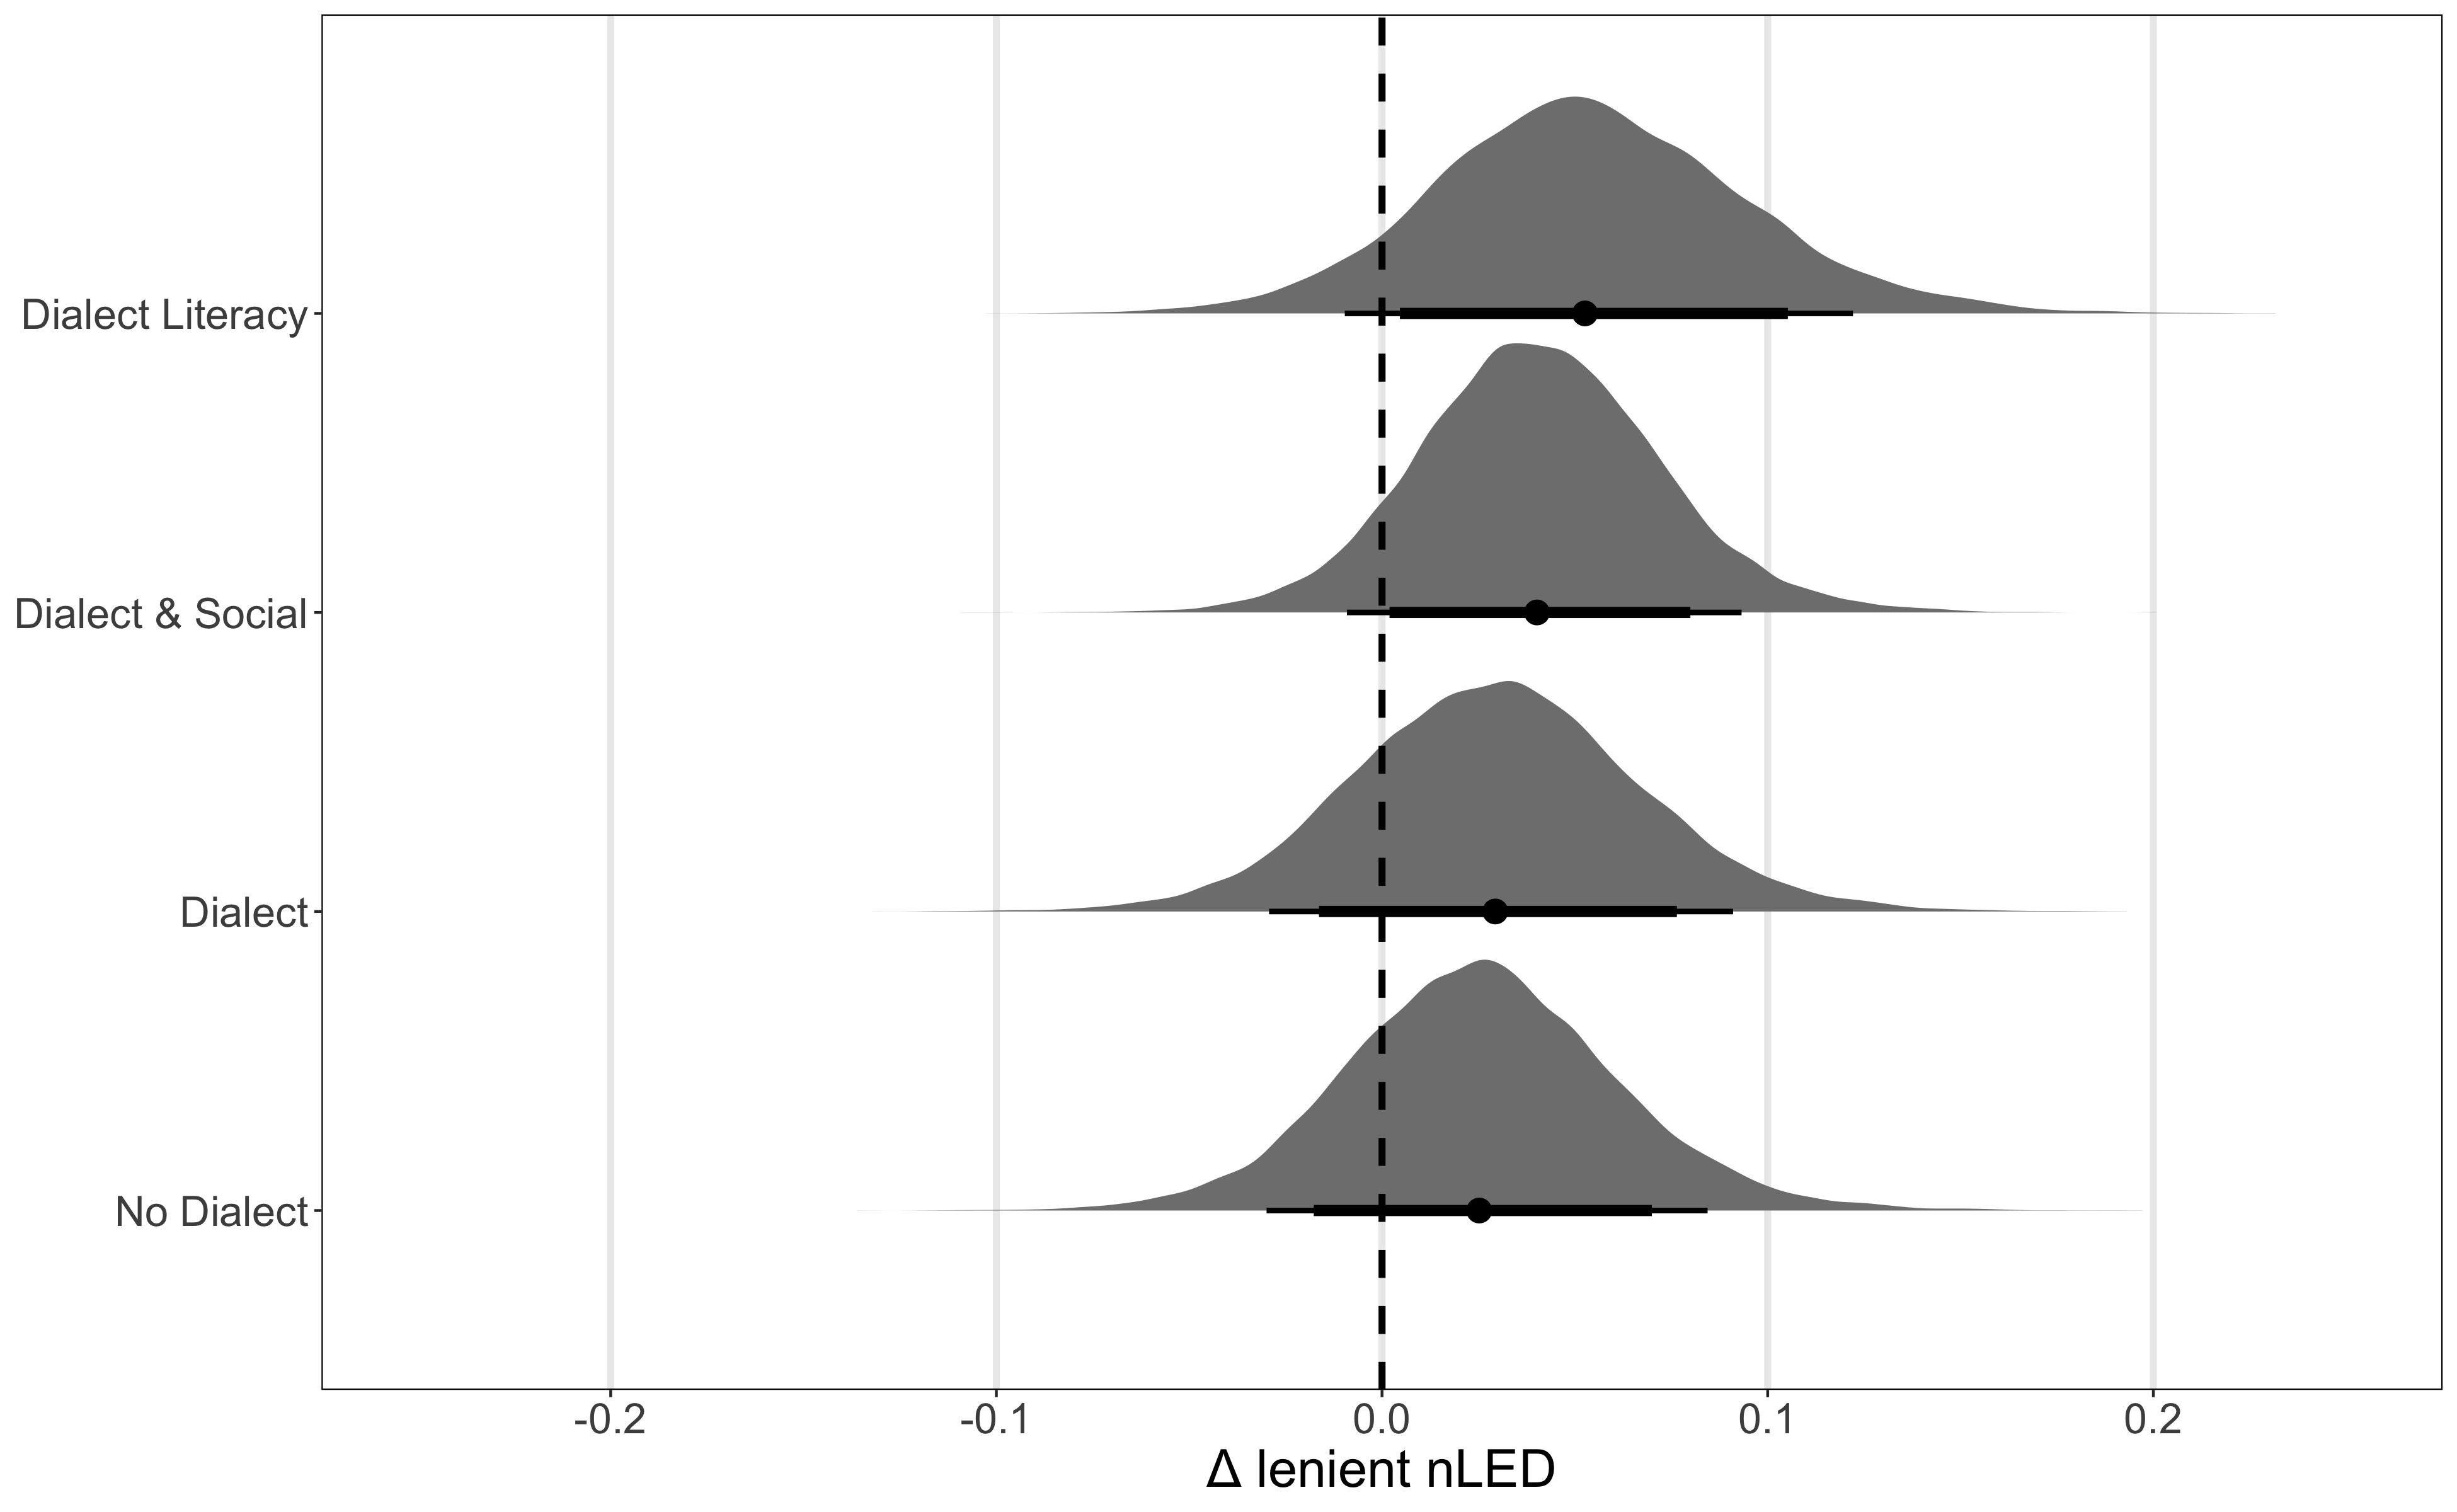 Dialect Literacy
Dialect & Social
Dialect
No Dialect
-0.2 -0.1 0.0 0.1 0.2
Δ lenient nLED